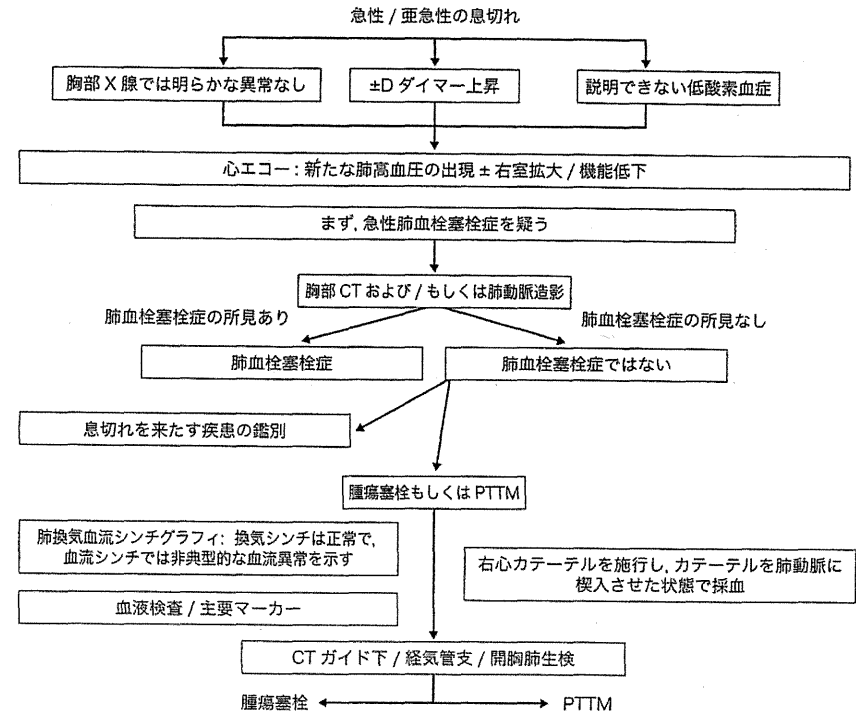 急性 / 亜急性の息切れ
胸部 X 腺では明らかな異常なし
±D ダイマー上昇
説明できない低酸素血症
心エコー : 新たな肺高血圧の出現 ± 右室拡大 / 機能低下
まず, 急性肺血栓塞栓症を疑う
胸部 CT および / もしくは肺動脈造影
肺血栓塞栓症の所見あり
肺血栓塞栓症の所見なし
肺血栓塞栓症
肺血栓塞栓症ではない
息切れを来たす疾患の鑑別
腫瘍塞栓もしくは PTTM
肺換気血流シンチグラフィ: 換気シンチは正常で,
血流シンチでは非典型的な血流異常を示す
右心カテーテルを施行し, カテーテルを肺動脈に
楔入させた状態で採血
血液検査 / 主要マーカー
CT ガイド下 / 経気管支 / 開胸肺生検
腫瘍塞栓
PTTM